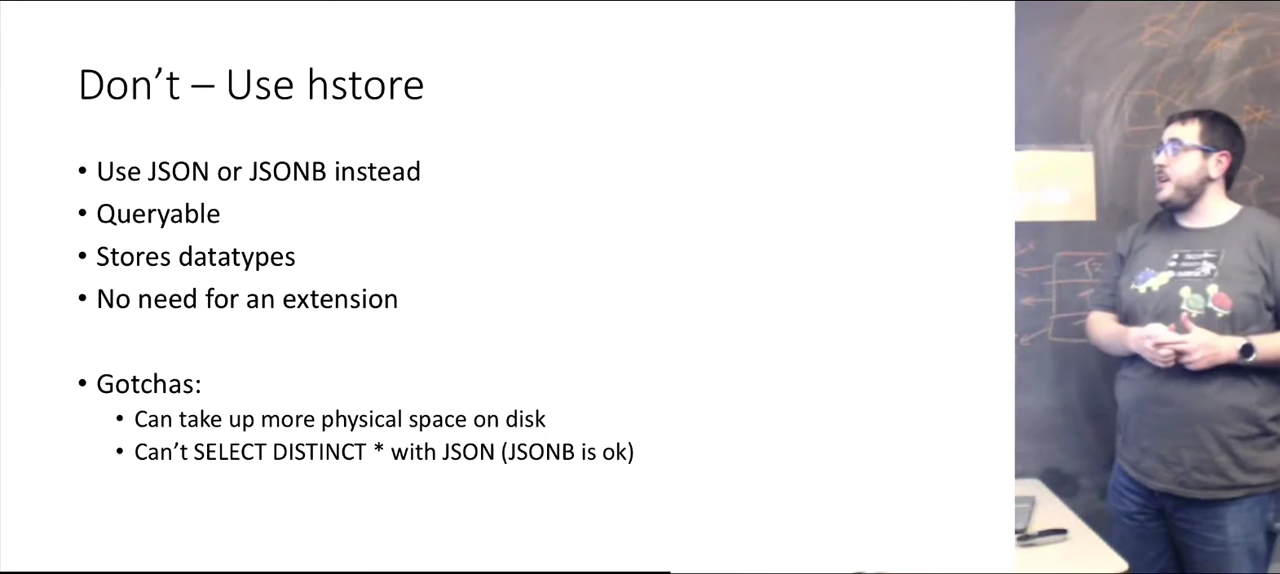 Don’t – Use hstore
• Use JSON or JSONB instead
• Queryable
• Stores datatypes
• No need for an extension
• Gotchas:
• Can take up more physical space on disk
• Can’t SELECT DISTINCT * with JSON (JSONB is ok)